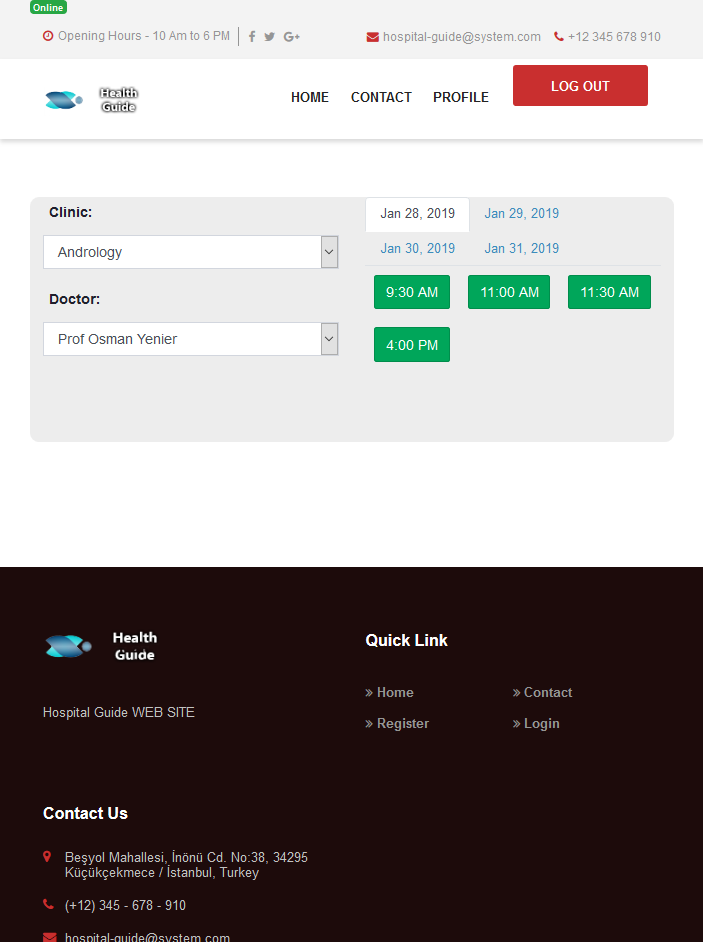 Online
Opening Hours - 10 Am to 6 PM
hospital-guide@system.com
+12 345 678 910
Health
Guide
HOME CONTACT PROFILE LOG OUT
Clinic:
Andrology
Doctor:
Prof Osman Yenier
Jan 28, 2019 Jan 29, 2019
Jan 30, 2019 Jan 31, 2019
9:30 AM 11:00 AM 11:30 AM
4:00 PM
Health
Guide
Hospital Guide WEB SITE
Quick Link
» Home » Contact
» Register » Login
Contact Us
Beşyol Mahallesi, İnönü Cd. No:38, 34295
Küçükçekmece / İstanbul, Turkey
(+12) 345 - 678 - 910
hospital-guide@system.com